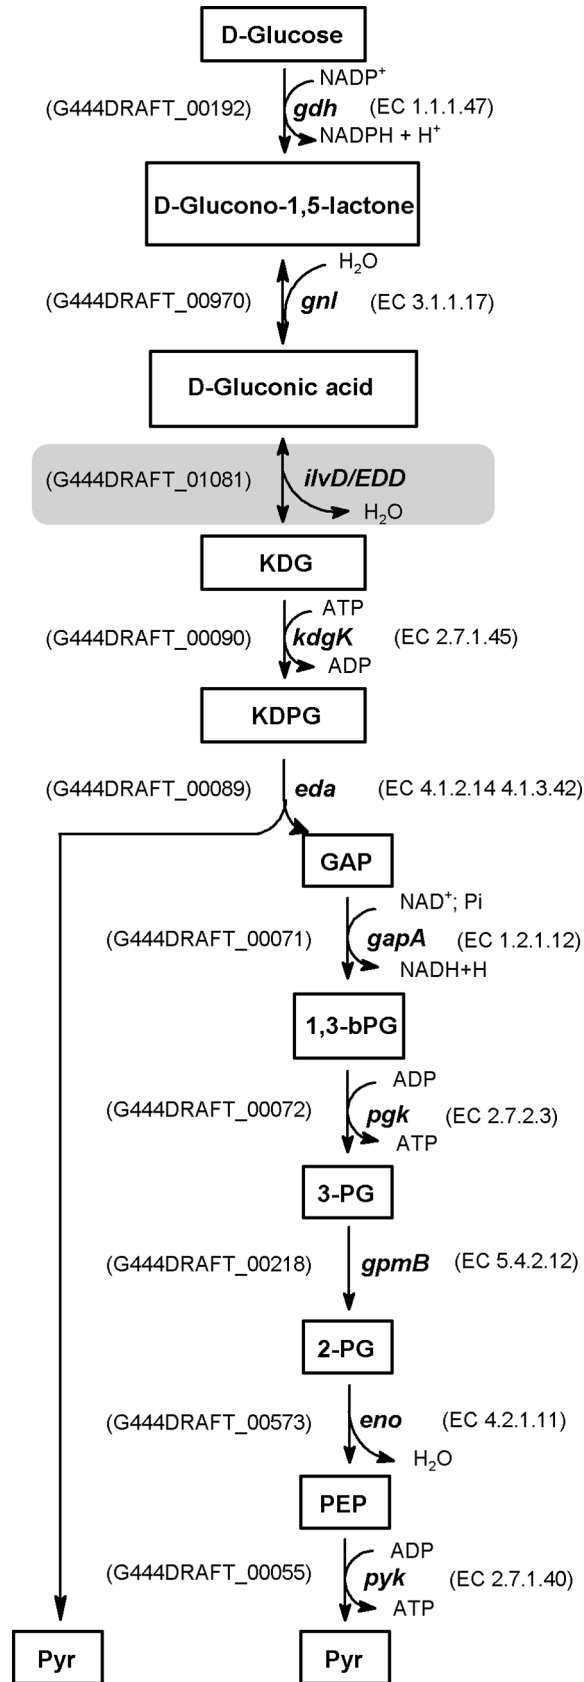 D-Glucose
NADP⁺
(G444DRAFT_00192) gdh (EC 1.1.1.47)
NADPH + H⁺
D-Glucono-1,5-lactone
H₂O
(G444DRAFT_00970) gnl (EC 3.1.1.17)
D-Gluconic acid
(G444DRAFT_01081) ilvD/EDD
H₂O
KDG
ATP
(G444DRAFT_00090) kdgK (EC 2.7.1.45)
ADP
KDPG
(G444DRAFT_00089) eda (EC 4.1.2.14 4.1.3.42)
GAP
NAD⁺; Pi
(G444DRAFT_00071) gapA (EC 1.2.1.12)
NADH+H
1,3-bPG
ADP
(G444DRAFT_00072) pgk (EC 2.7.2.3)
ATP
3-PG
(G444DRAFT_00218) gpmB (EC 5.4.2.12)
2-PG
(G444DRAFT_00573) eno (EC 4.2.1.11)
H₂O
PEP
ADP
(G444DRAFT_00055) pyk (EC 2.7.1.40)
ATP
Pyr Pyr